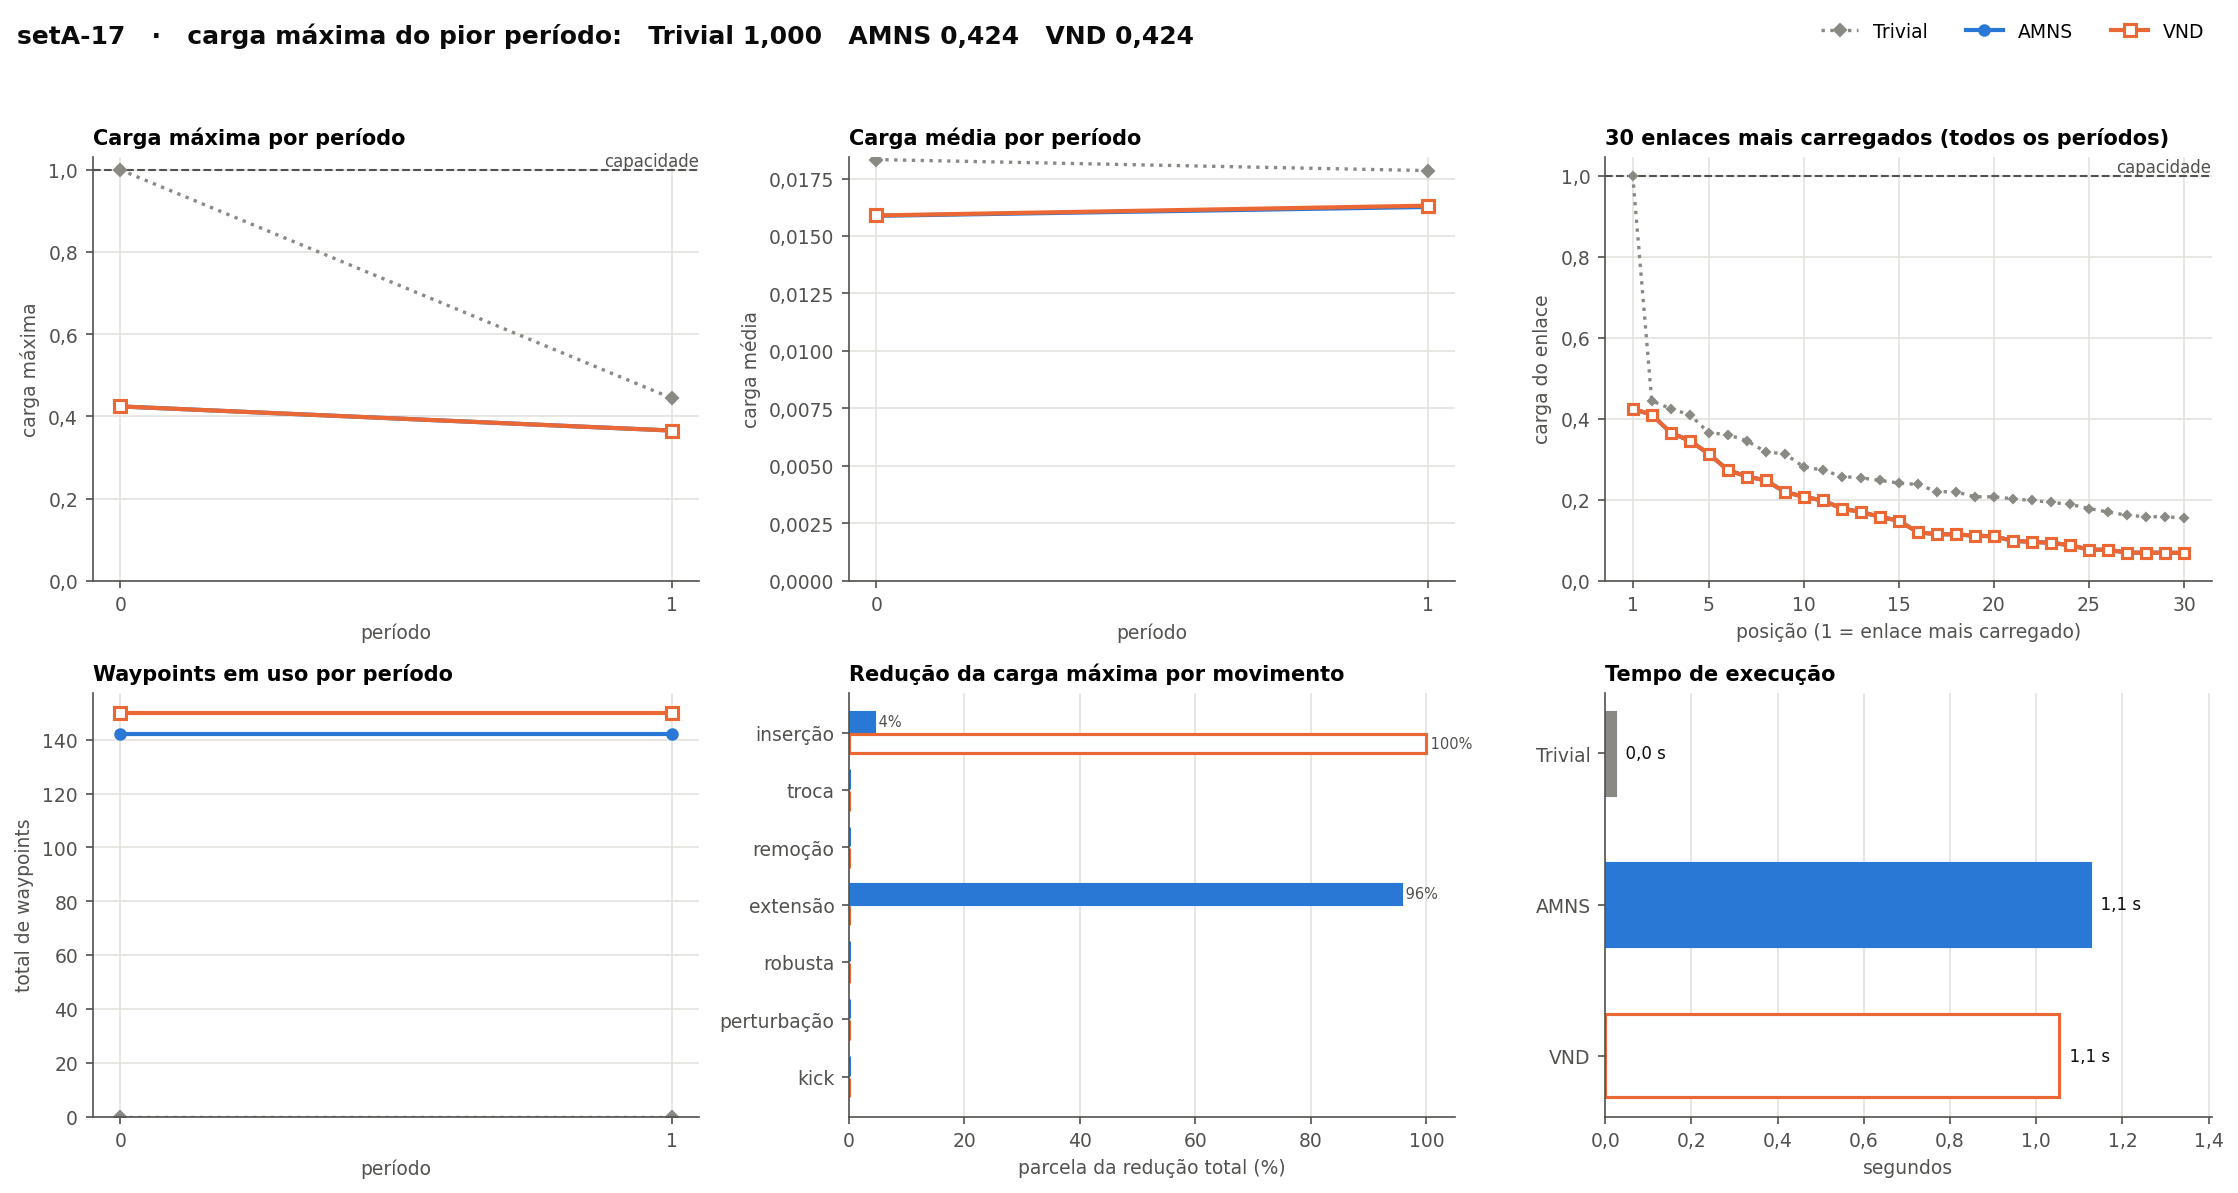 setA-17 · carga máxima do pior período: Trivial 1,000 AMNS 0,424 VND 0,424
Trivial AMNS VND
Carga máxima por período
capacidade
1,0
0,8
0,6
0,4
0,2
0,0
carga máxima
0 1
período
Carga média por período
0,0175
0,0150
0,0125
0,0100
0,0075
0,0050
0,0025
0,0000
carga média
0 1
período
30 enlaces mais carregados (todos os períodos)
capacidade
1,0
0,8
0,6
0,4
0,2
0,0
carga do enlace
1 5 10 15 20 25 30
posição (1 = enlace mais carregado)
Waypoints em uso por período
140
120
100
80
60
40
20
0
total de waypoints
0 1
período
Redução da carga máxima por movimento
inserção
4%
100%
troca
remoção
extensão
96%
robusta
perturbação
kick
0 20 40 60 80 100
parcela da redução total (%)
Tempo de execução
Trivial
0,0 s
AMNS
1,1 s
VND
1,1 s
0,0 0,2 0,4 0,6 0,8 1,0 1,2 1,4
segundos